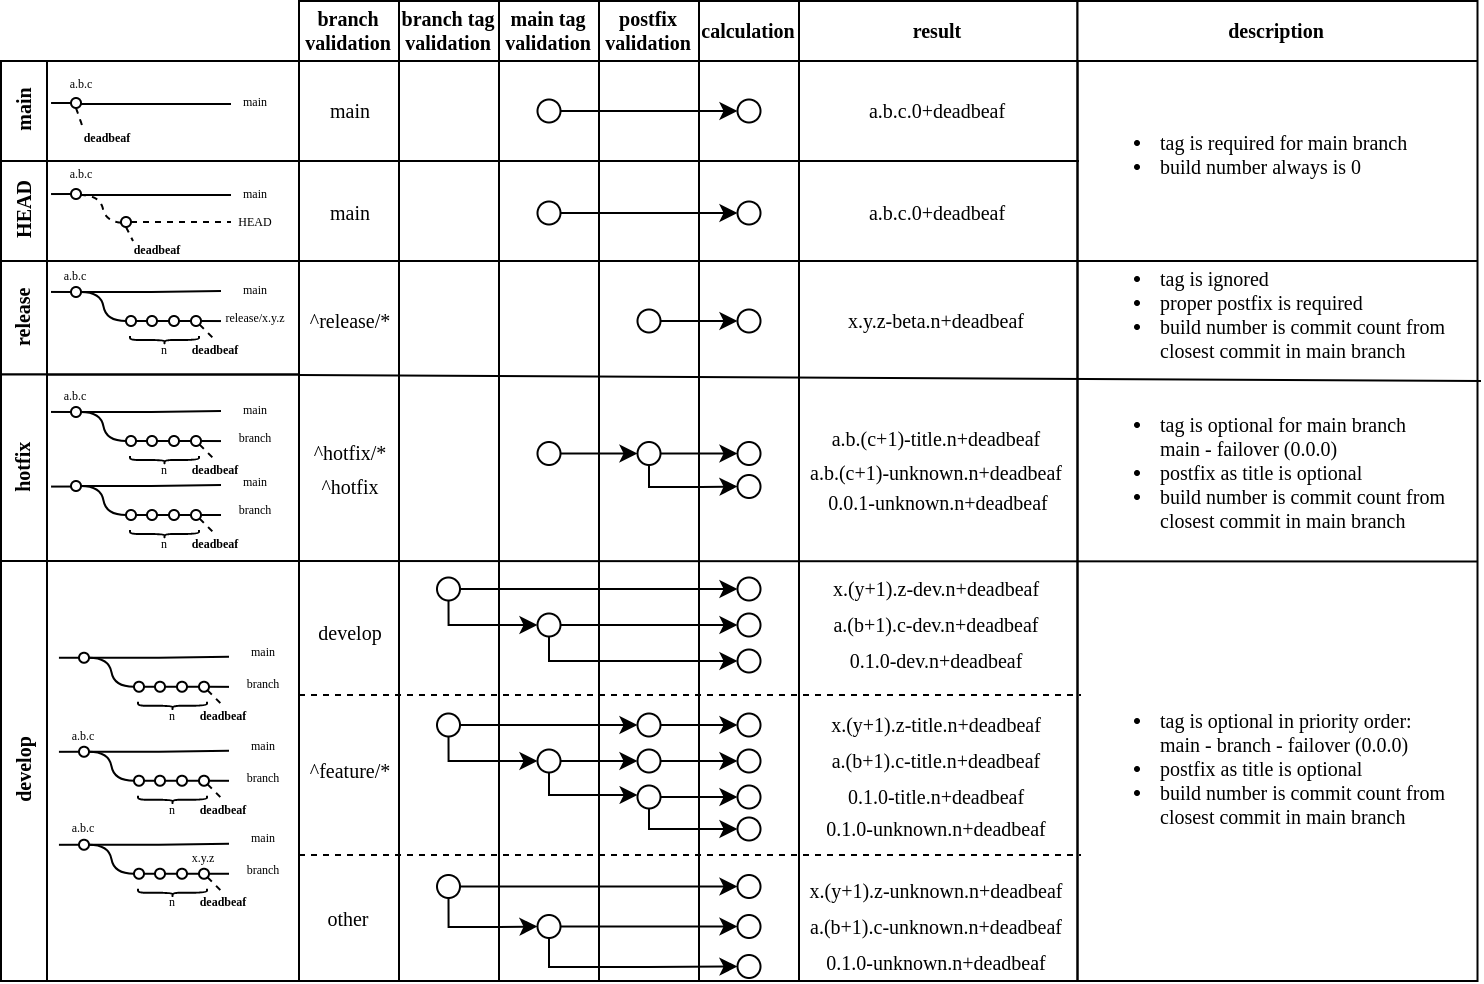 branch validation
branch tag validation
main tag validation
postfix validation
calculation
result
description
main
a.b.c
main
deadbeaf
main
a.b.c.0+deadbeaf
• tag is required for main branch
• build number always is 0
HEAD
a.b.c
main
HEAD
deadbeaf
main
a.b.c.0+deadbeaf
release
a.b.c
main
release/x.y.z
n
deadbeaf
^release/*
x.y.z-beta.n+deadbeaf
• tag is ignored
• proper postfix is required
• build number is commit count from
closest commit in main branch
hotfix
a.b.c
main
branch
n
deadbeaf
main
branch
n
deadbeaf
^hotfix/*
^hotfix
a.b.(c+1)-title.n+deadbeaf
a.b.(c+1)-unknown.n+deadbeaf
0.0.1-unknown.n+deadbeaf
• tag is optional for main branch
main - failover (0.0.0)
• postfix as title is optional
• build number is commit count from
closest commit in main branch
develop
main
branch
n
deadbeaf
a.b.c
main
branch
n
deadbeaf
a.b.c
main
x.y.z
branch
n
deadbeaf
develop
x.(y+1).z-dev.n+deadbeaf
a.(b+1).c-dev.n+deadbeaf
0.1.0-dev.n+deadbeaf
^feature/*
x.(y+1).z-title.n+deadbeaf
a.(b+1).c-title.n+deadbeaf
0.1.0-title.n+deadbeaf
0.1.0-unknown.n+deadbeaf
other
x.(y+1).z-unknown.n+deadbeaf
a.(b+1).c-unknown.n+deadbeaf
0.1.0-unknown.n+deadbeaf
• tag is optional in priority order:
main - branch - failover (0.0.0)
• postfix as title is optional
• build number is commit count from
closest commit in main branch